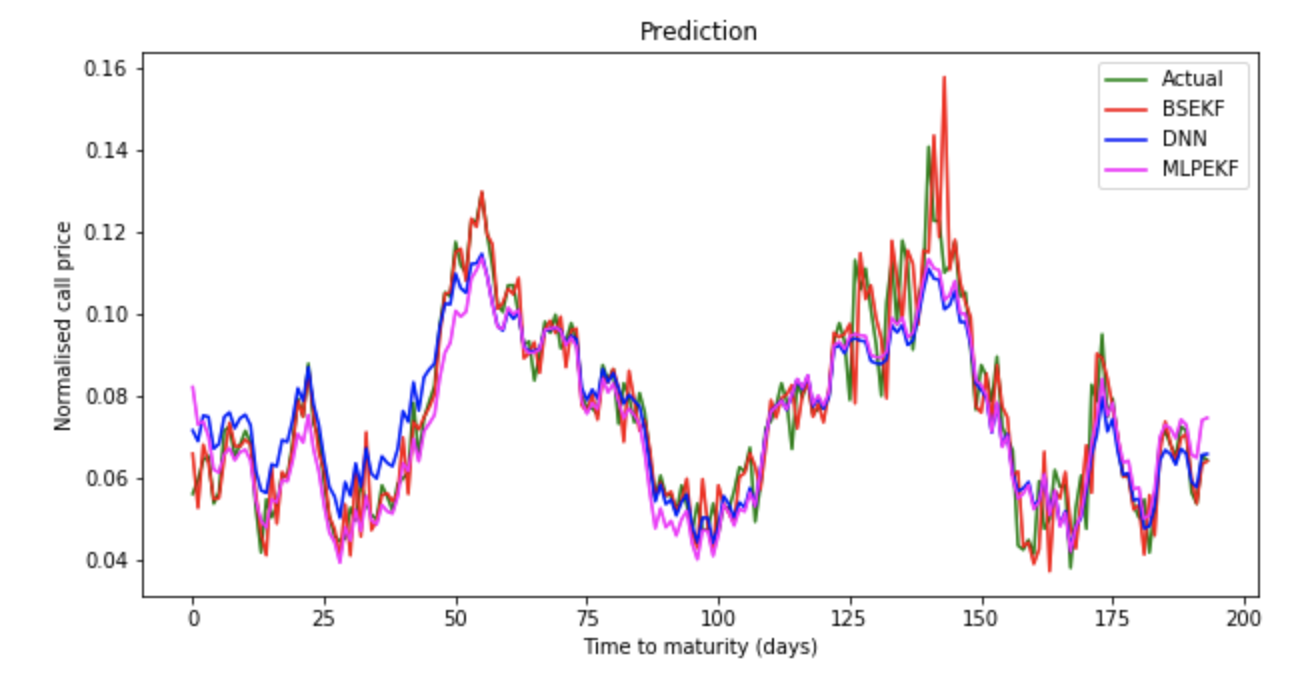 Prediction
Normalised call price
0.16
0.14
0.12
0.10
0.08
0.06
0.04
Actual
BSEKF
DNN
MLPEKF
0 25 50 75 100 125 150 175 200
Time to maturity (days)